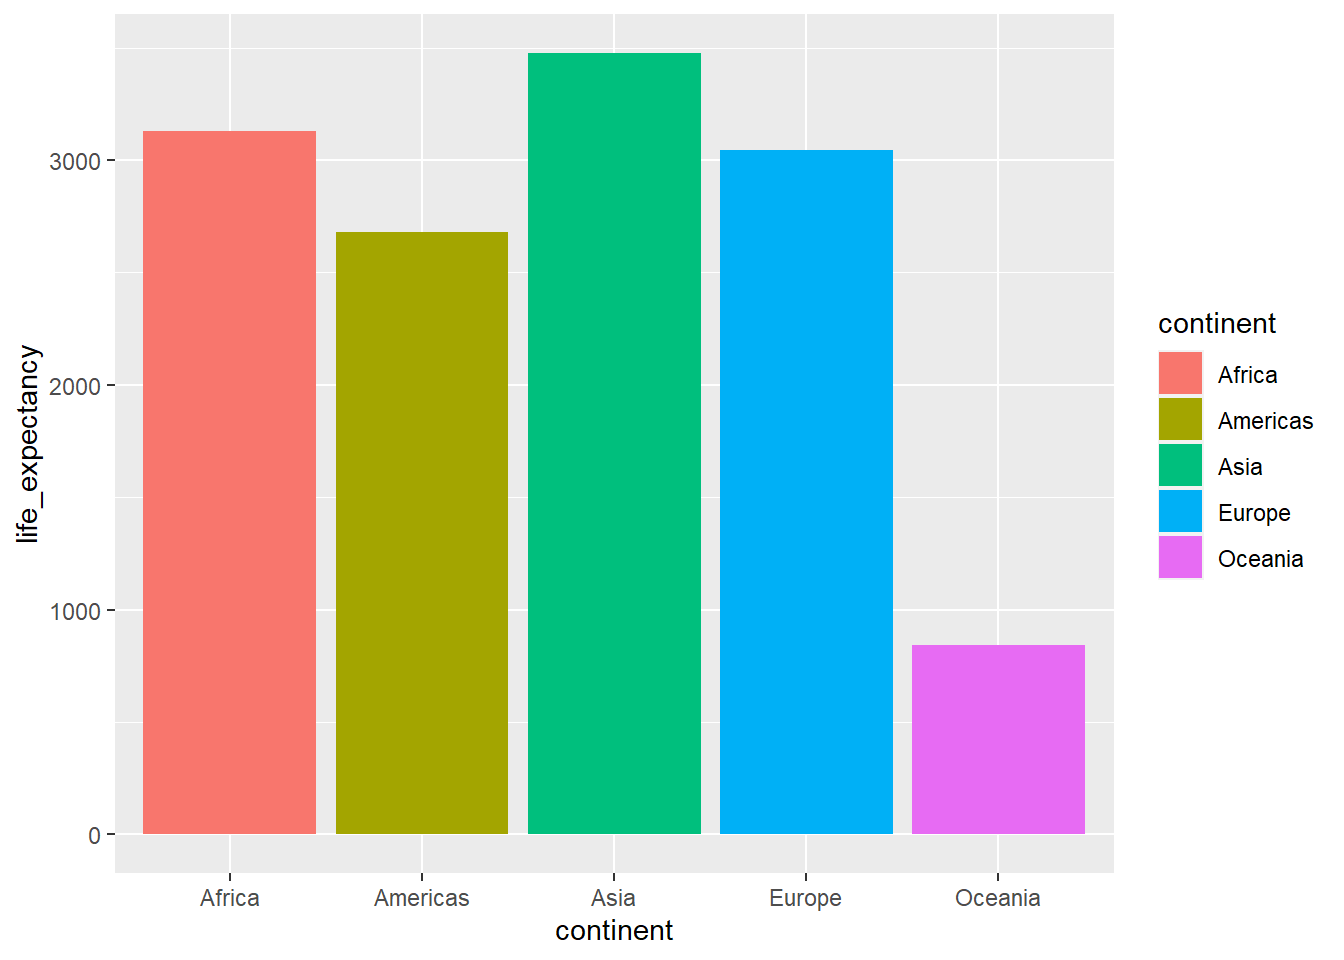 life_expectancy
3000
2000
1000
0
Africa Americas Asia Europe Oceania
continent
continent
Africa
Americas
Asia
Europe
Oceania